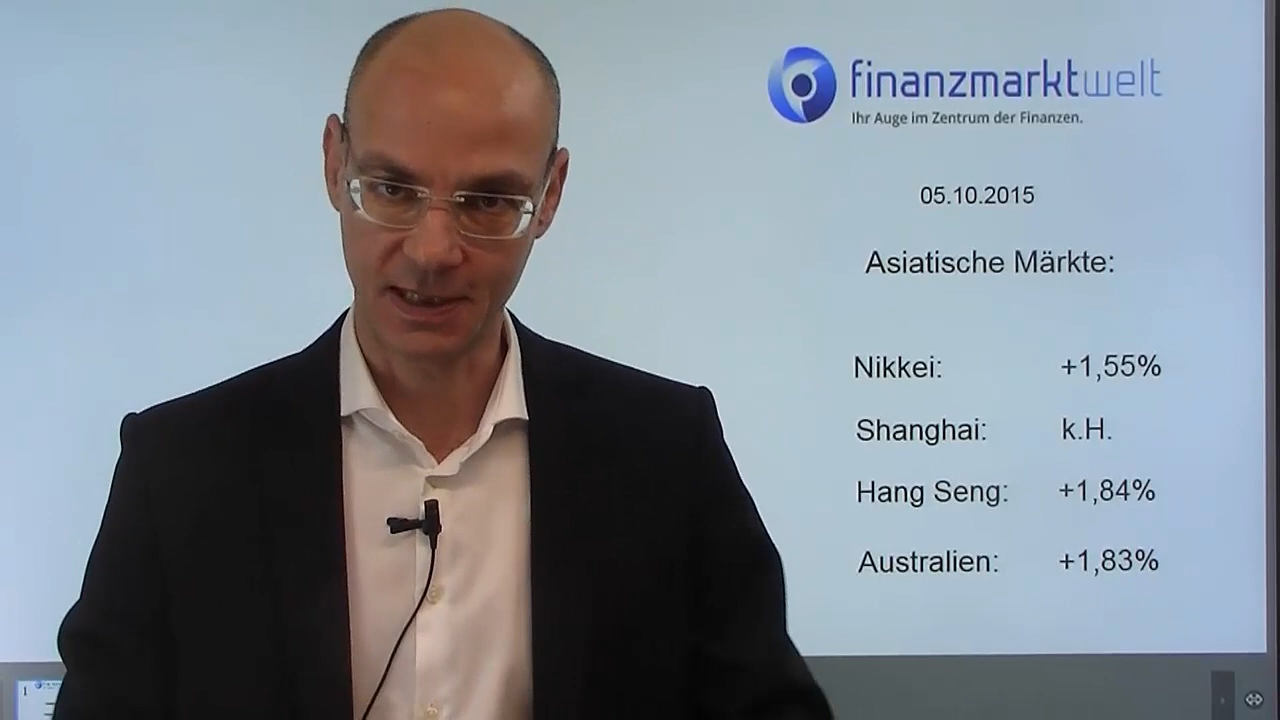 finanzmarktwelt
Ihr Auge im Zentrum der Finanzen.
05.10.2015
Asiatische Märkte:
Nikkei: +1,55%
Shanghai: k.H.
Hang Seng: +1,84%
Australien: +1,83%
1